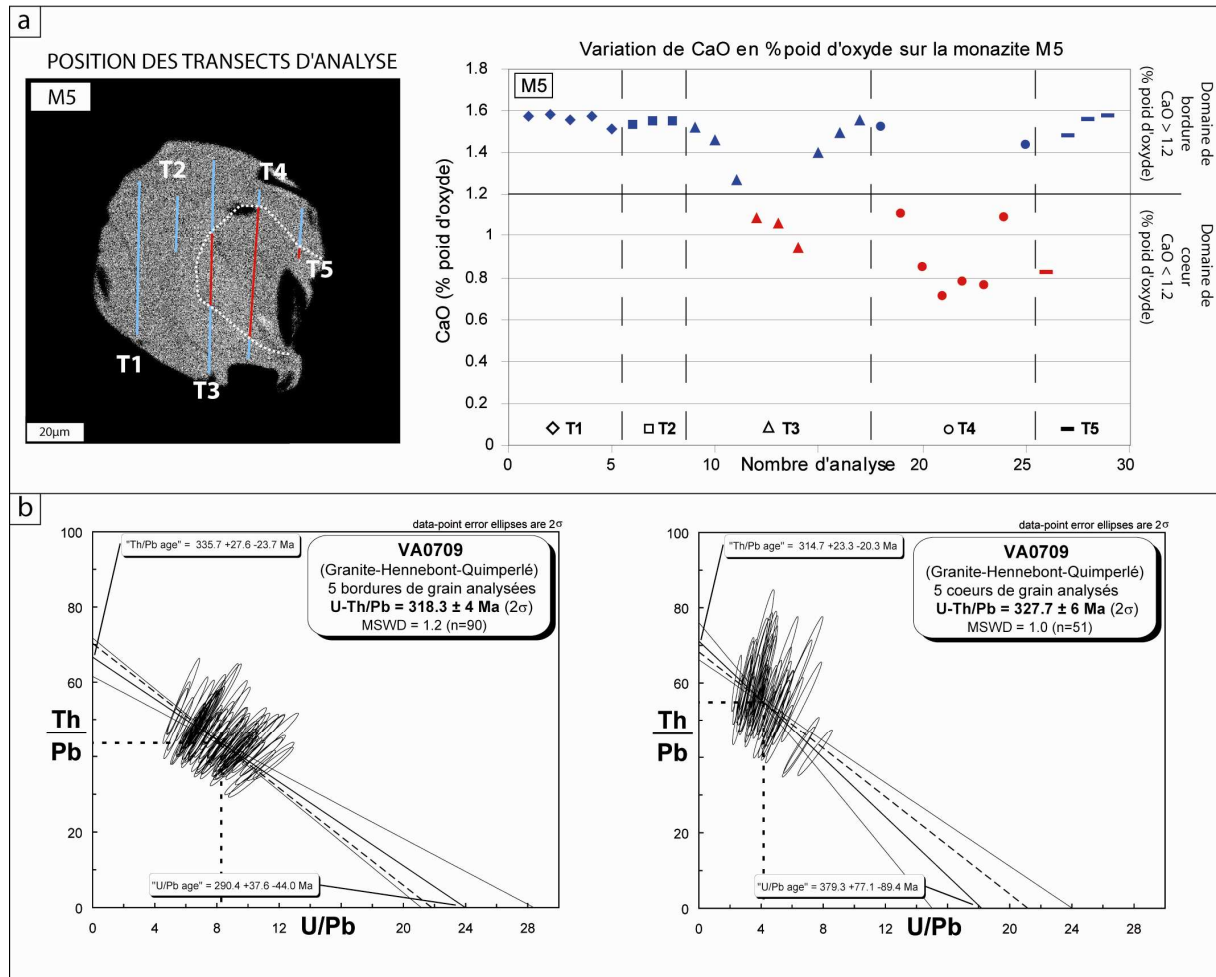 a
POSITION DES TRANSECTS D'ANALYSE
M5
T2
T4
T5
T1
T3
20µm
Variation de CaO en %poid d'oxyde sur la monazite M5
M5
CaO (% poid d'oxyde)
1.8
1.6
1.4
1.2
1
0.8
0.6
0.4
0.2
0
T1
T2
T3
T4
T5
0
5
10
15
20
25
30
Nombre d'analyse
Domaine de
bordure
CaO > 1.2
(% poid d'oxyde)
Domaine de
coeur
CaO < 1.2
(% poid d'oxyde)
b
data-point error ellipses are 2σ
100
80
60
40
20
0
Th
Pb
"Th/Pb age" = 335.7 +27.6 -23.7 Ma
VA0709
(Granite-Hennebont-Quimperlé)
5 bordures de grain analysées
U-Th/Pb = 318.3 ± 4 Ma (2σ)
MSWD = 1.2 (n=90)
"U/Pb age" = 290.4 +37.6 -44.0 Ma
0 4 8 12 16 20 24 28
U/Pb
data-point error ellipses are 2σ
100
80
60
40
20
0
Th
Pb
"Th/Pb age" = 314.7 +23.3 -20.3 Ma
VA0709
(Granite-Hennebont-Quimperlé)
5 coeurs de grain analysés
U-Th/Pb = 327.7 ± 6 Ma (2σ)
MSWD = 1.0 (n=51)
"U/Pb age" = 379.3 +77.1 -89.4 Ma
0 4 8 12 16 20 24 28
U/Pb